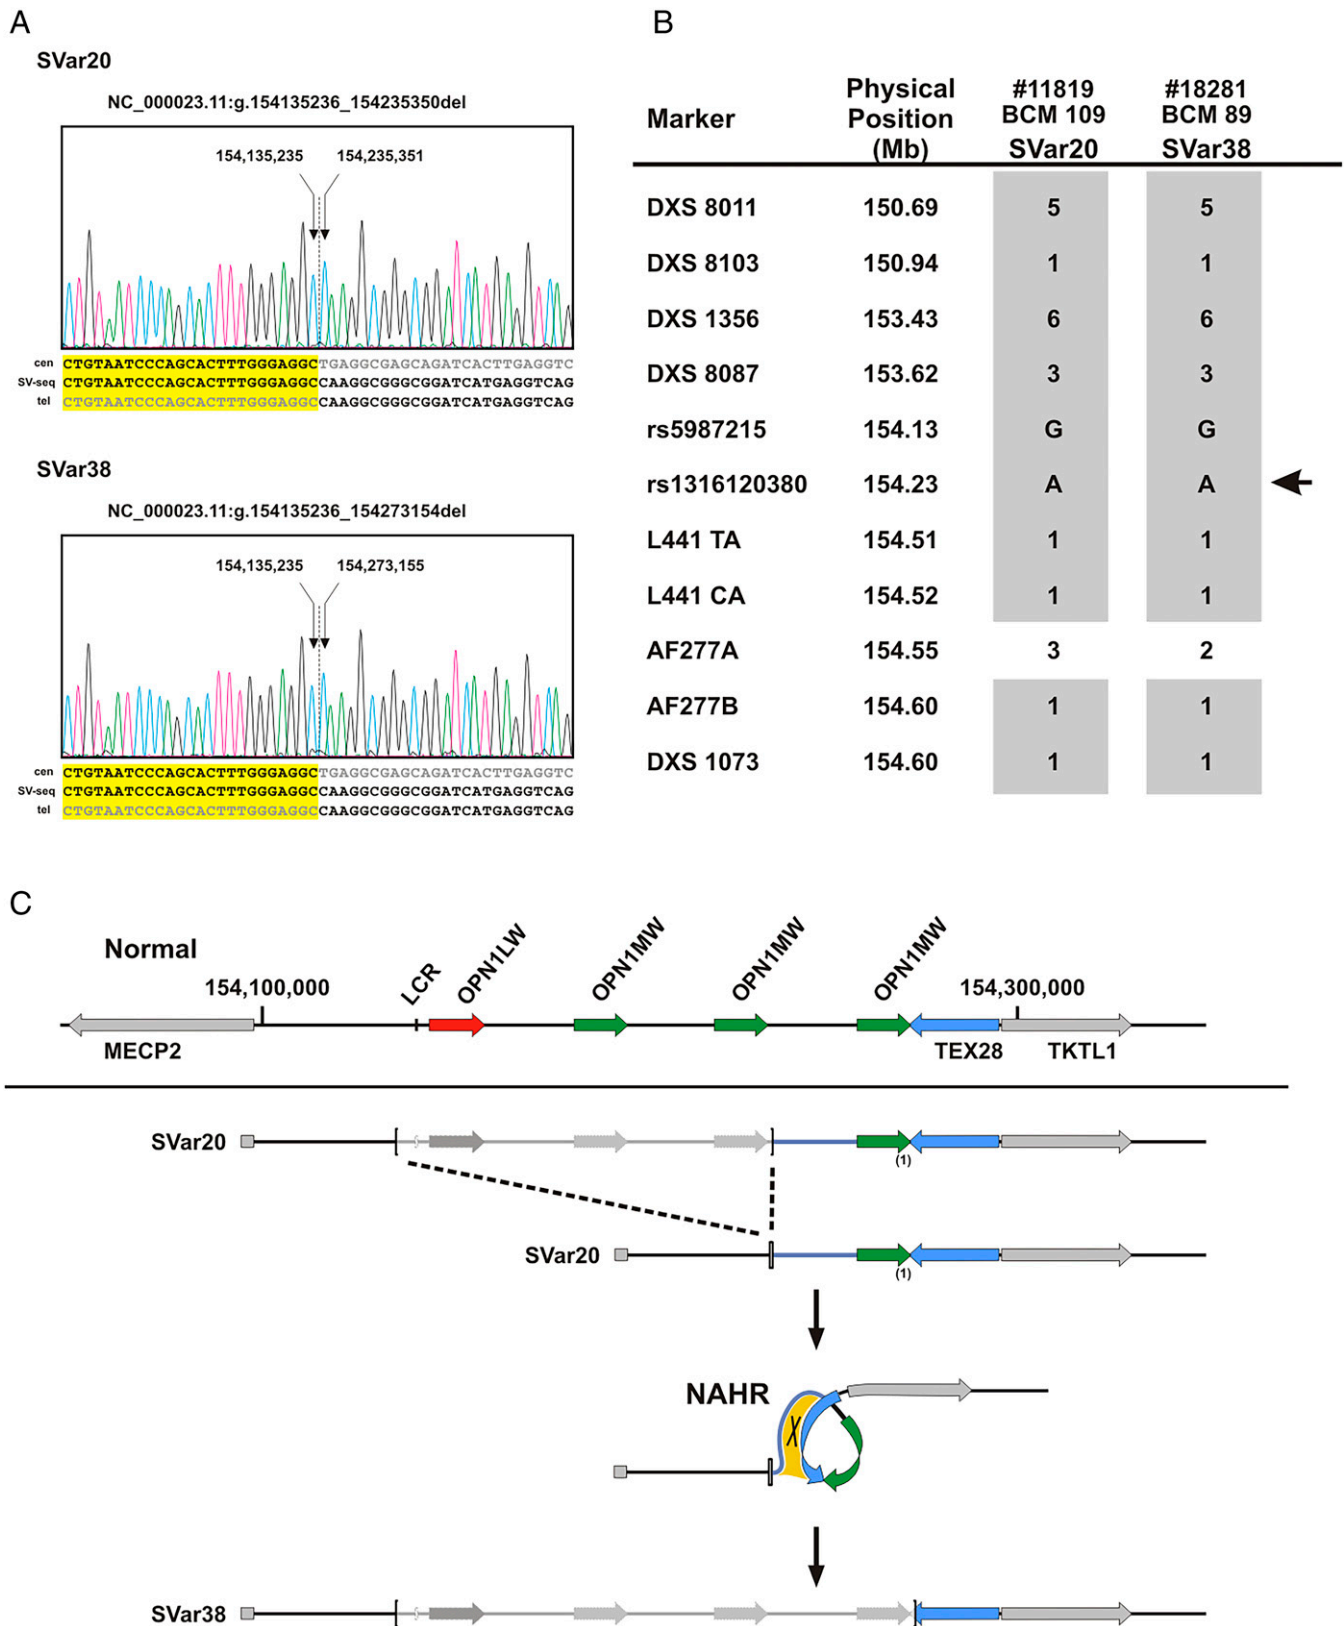 A
SVar20
NC_000023.11:g.154135236_154235350del
154,135,235 154,235,351
cen CTGTAATCCCAGCACTTTGGGAGGCTGAGGCGAGCAGATCACTTGAGGTC
SV-seq CTGTAATCCCAGCACTTTGGGAGGCCAAGGCGGGCGGATCATGAGGTCAG
tel CTGTAATCCCAGCACTTTGGGAGGCCAAGGCGGGCGGATCATGAGGTCAG
SVar38
NC_000023.11:g.154135236_154273154del
154,135,235 154,273,155
cen CTGTAATCCCAGCACTTTGGGAGGCTGAGGCGAGCAGATCACTTGAGGTC
SV-seq CTGTAATCCCAGCACTTTGGGAGGCCAAGGCGGGCGGATCATGAGGTCAG
tel CTGTAATCCCAGCACTTTGGGAGGCCAAGGCGGGCGGATCATGAGGTCAG
B
Marker Physical Position (Mb) #11819 BCM 109 SVar20 #18281 BCM 89 SVar38
DXS 8011 150.69 5 5
DXS 8103 150.94 1 1
DXS 1356 153.43 6 6
DXS 8087 153.62 3 3
rs5987215 154.13 G G
rs1316120380 154.23 A A
L441 TA 154.51 1 1
L441 CA 154.52 1 1
AF277A 154.55 3 2
AF277B 154.60 1 1
DXS 1073 154.60 1 1
C
Normal
154,100,000 LCR OPN1LW OPN1MW OPN1MW OPN1MW 154,300,000
MECP2 TEX28 TKTL1
SVar20
(1)
SVar20
(1)
NAHR
X
SVar38